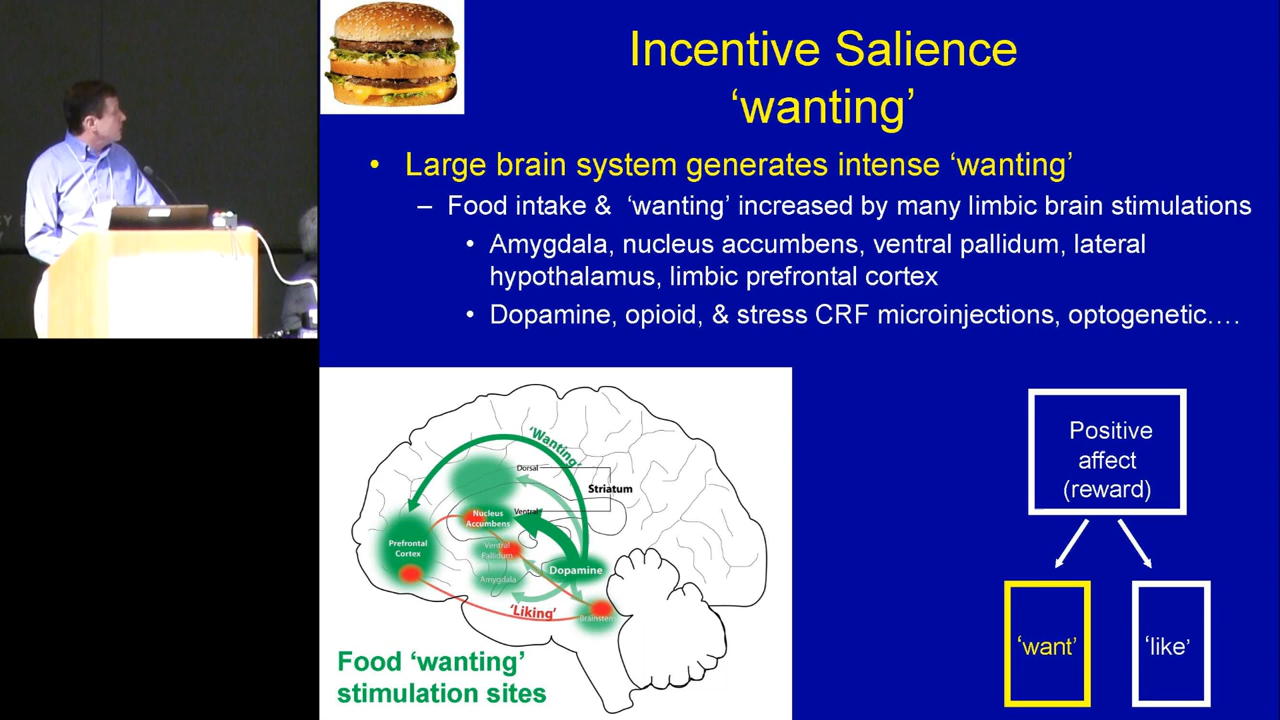 Incentive Salience
‘wanting’
• Large brain system generates intense ‘wanting’
– Food intake & ‘wanting’ increased by many limbic brain stimulations
• Amygdala, nucleus accumbens, ventral pallidum, lateral
hypothalamus, limbic prefrontal cortex
• Dopamine, opioid, & stress CRF microinjections, optogenetic….
‘Wanting’
Dorsal
Striatum
Ventral
Nucleus
Accumbens
Prefrontal
Cortex
Ventral
Pallidum
Dopamine
Amygdala
‘Liking’
Brainstem
Food ‘wanting’
stimulation sites
Positive
affect
(reward)
‘want’
‘like’